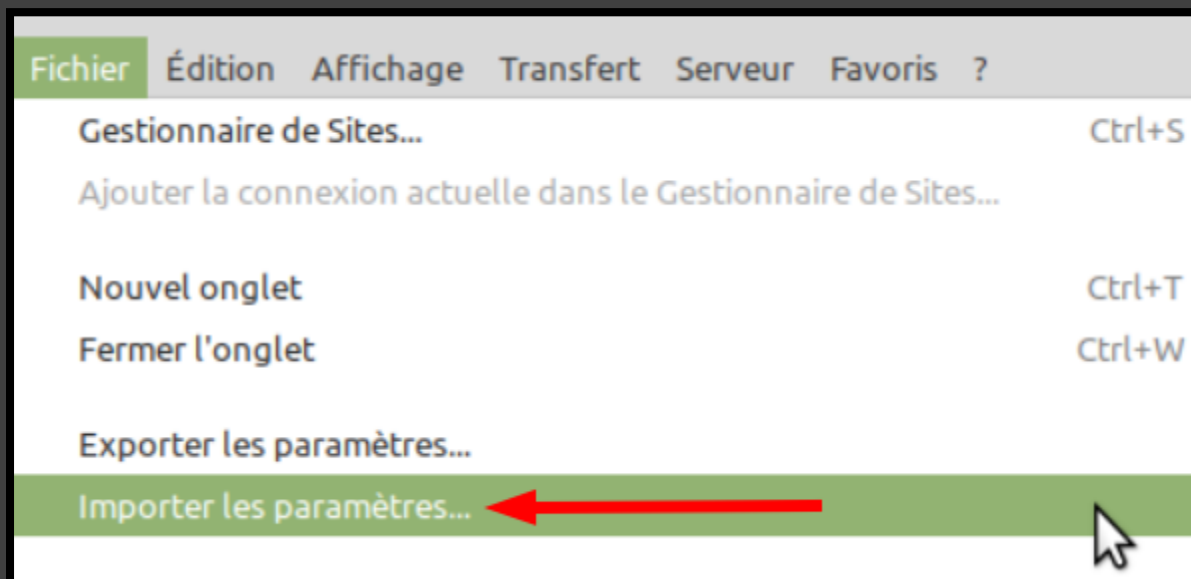 Fichier Édition Affichage Transfert Serveur Favoris ?
Gestionnaire de Sites... Ctrl+S
Ajouter la connexion actuelle dans le Gestionnaire de Sites...
Nouvel onglet Ctrl+T
Fermer l'onglet Ctrl+W
Exporter les paramètres...
Importer les paramètres...